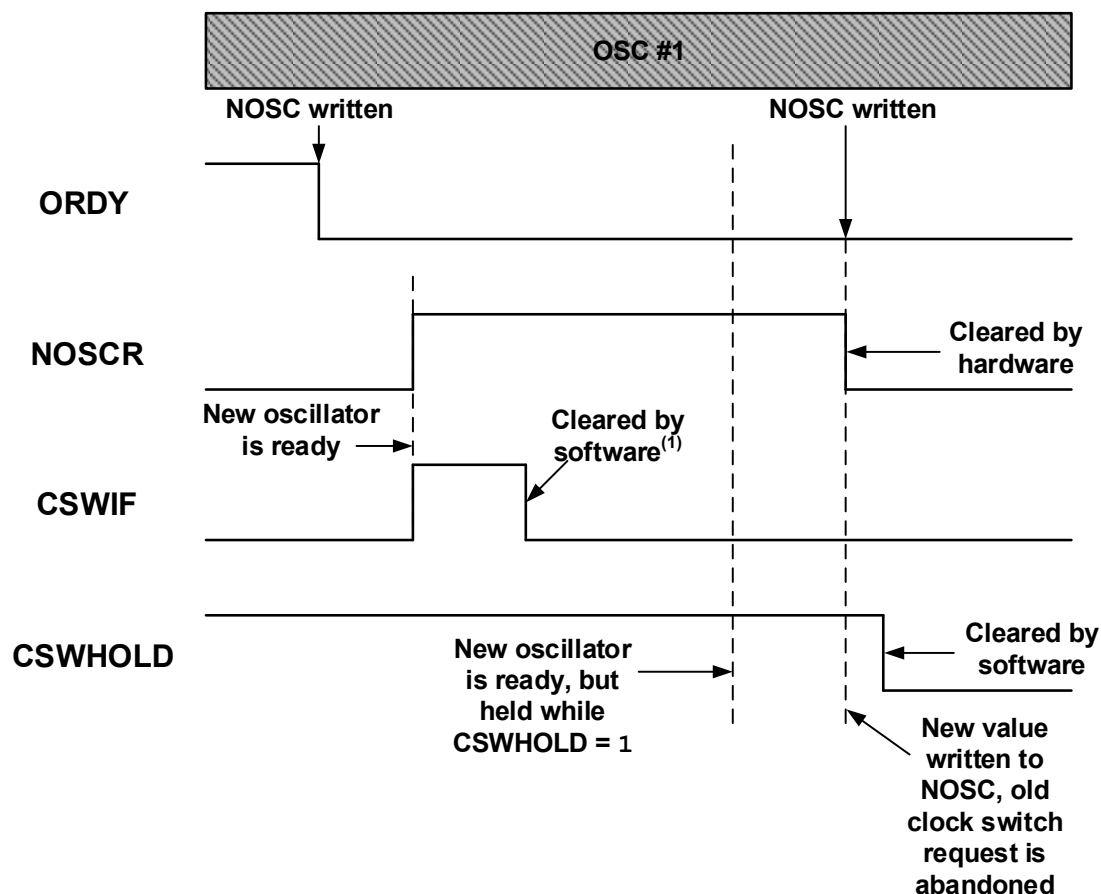 OSC #1
NOSC written
NOSC written
ORDY
NOSCR
Cleared by
hardware
New oscillator
is ready
Cleared by
software(1)
CSWIF
CSWHOLD
New oscillator
is ready, but
held while
CSWHOLD = 1
Cleared by
software
New value
written to
NOSC, old
clock switch
request is
abandoned